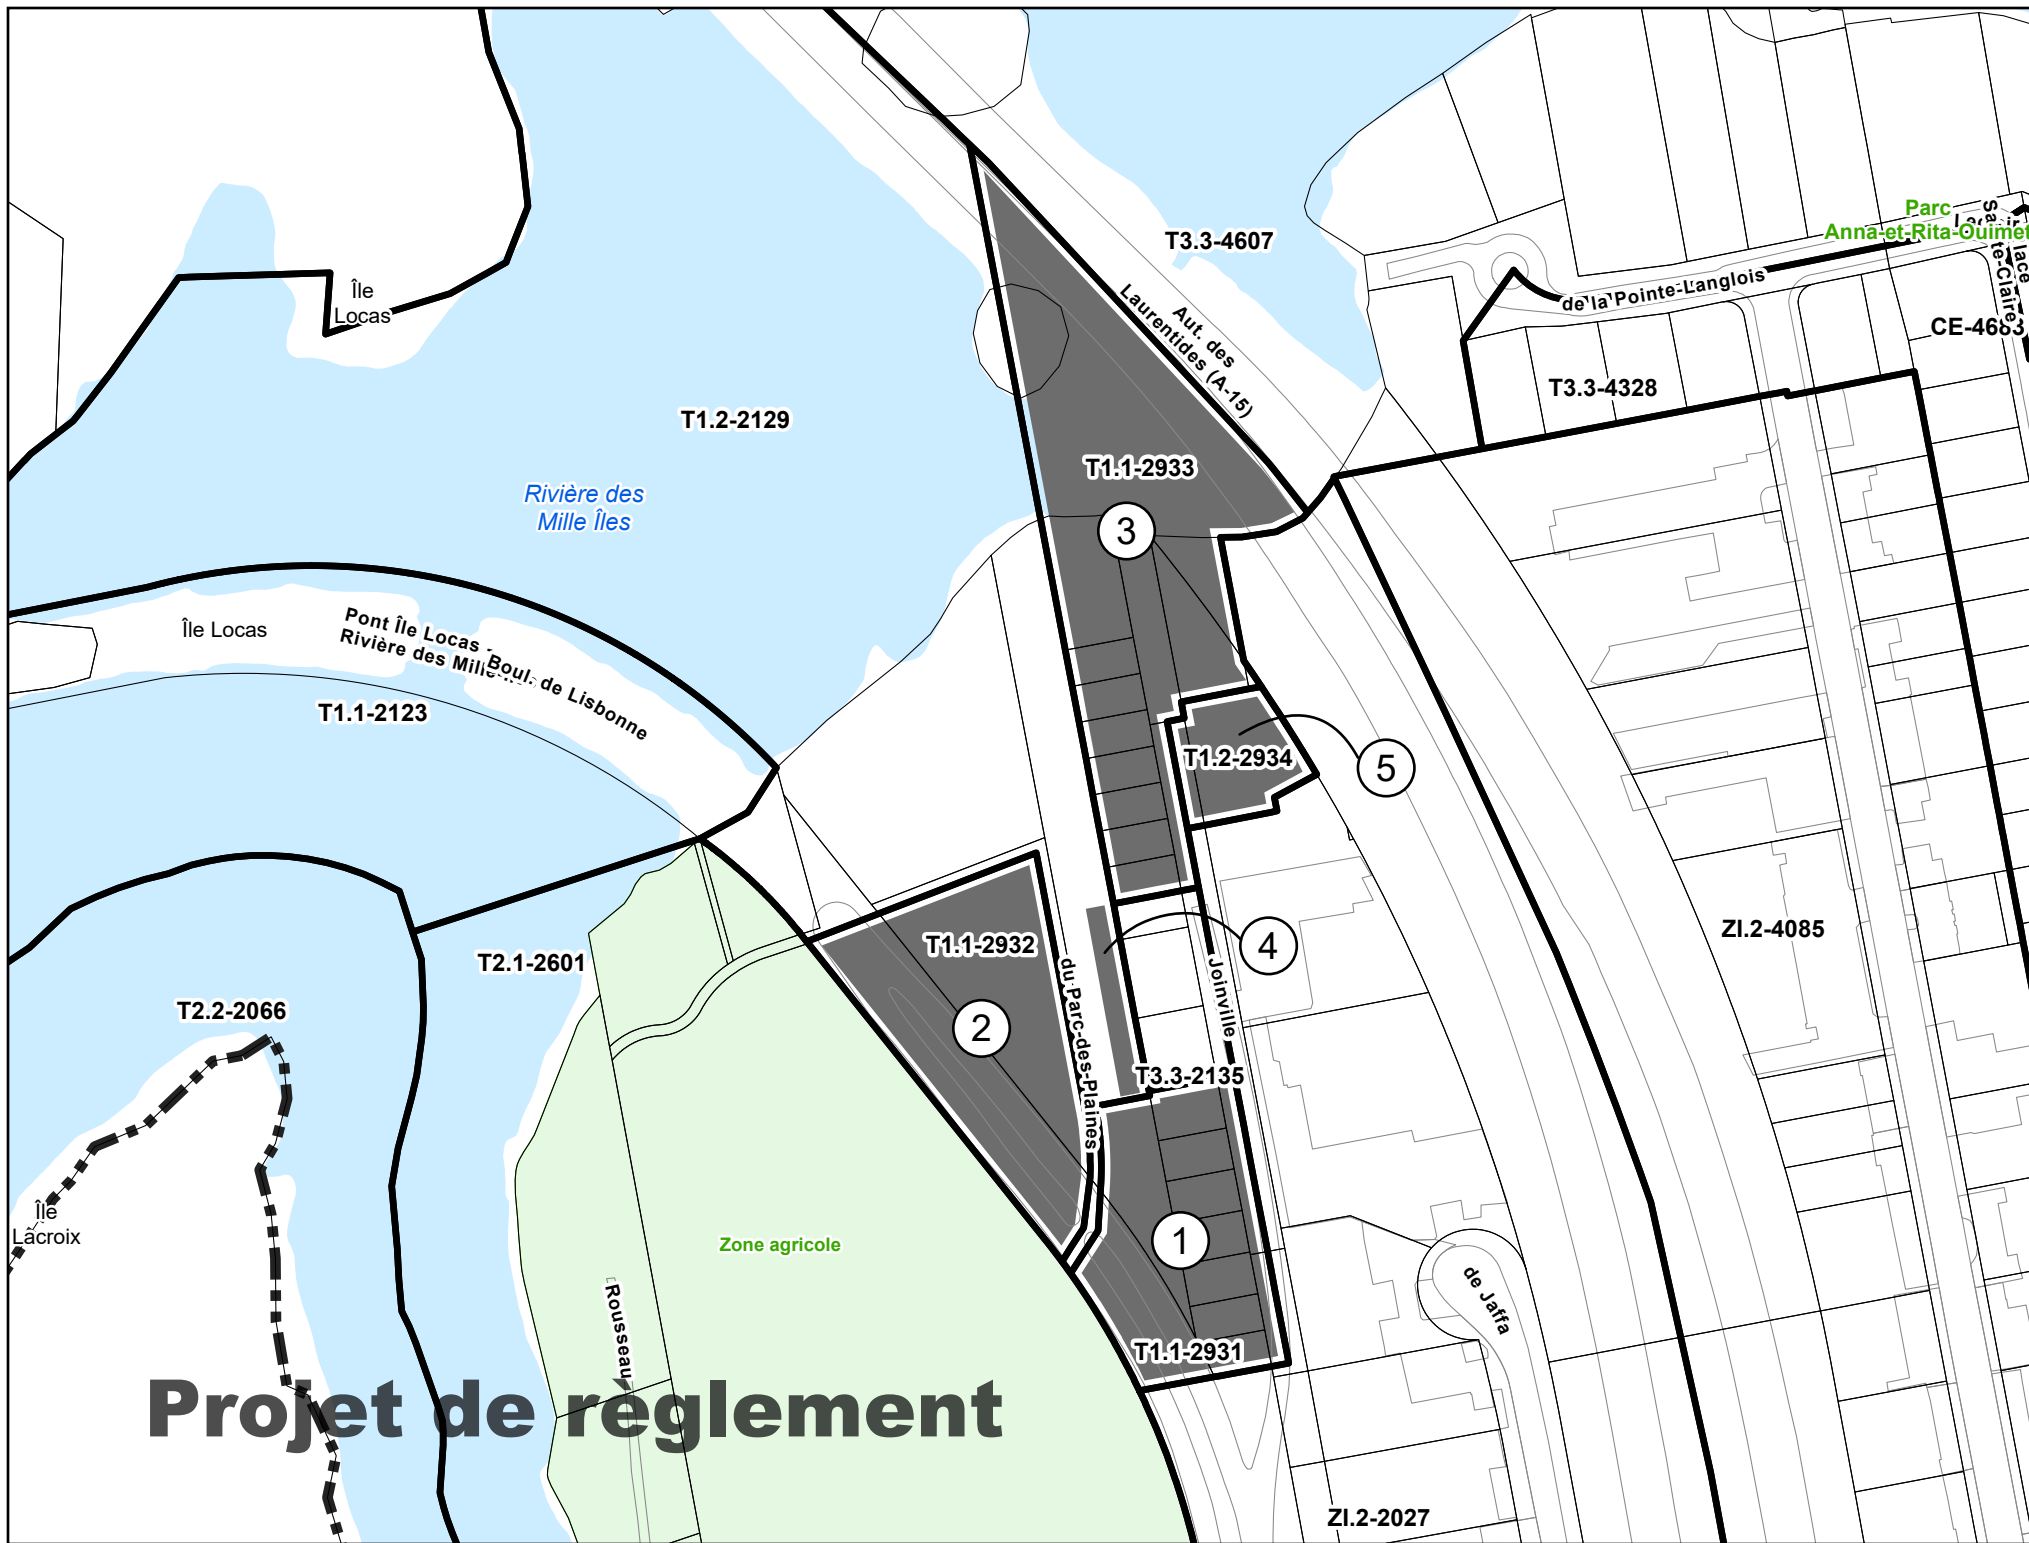 Parc
Anna-et-Rita-Ouimet
T3.3-4607
Île
Locas
de la Pointe-Langlois
Sainte-Claire
CE-4683
Aut. des
Laurentides (A-15)
T3.3-4328
T1.2-2129
T1.1-2933
Rivière des
Mille Îles
3
Île Locas
Pont Île Locas -
Rivière des Mille
Boul. de Lisbonne
T1.1-2123
T1.2-2934
5
T1.1-2932
4
ZI.2-4085
T2.1-2601
du Parc-des-Plaines
Joinville
T2.2-2066
2
T3.3-2135
Île
Lacroix
Zone agricole
1
Rousseau
de Jaffa
T1.1-2931
Projet de règlement
ZI.2-2027